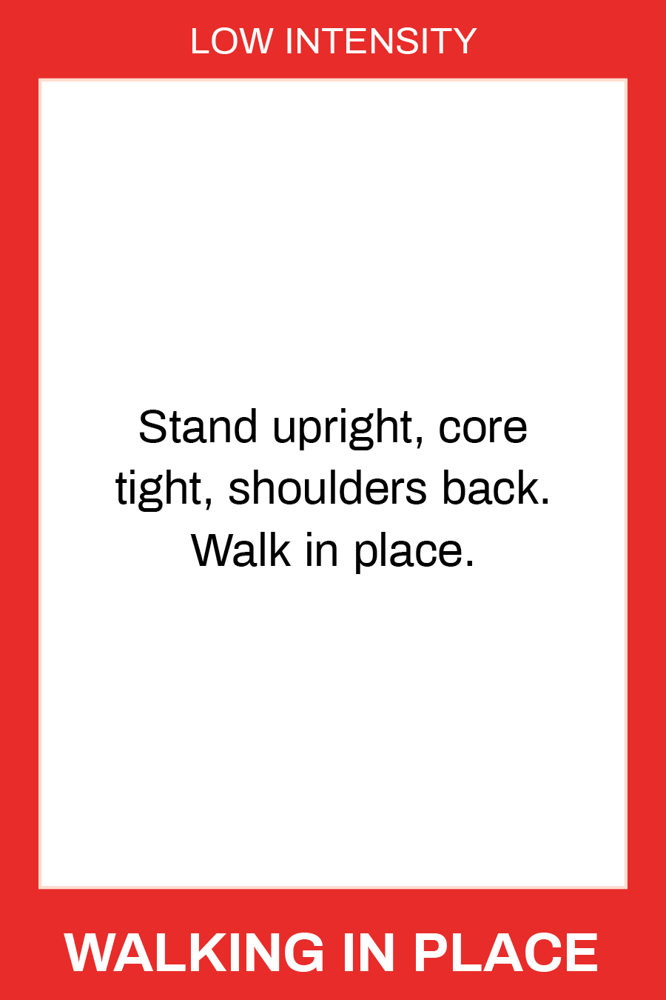 LOW INTENSITY
Stand upright, core
tight, shoulders back.
Walk in place.
WALKING IN PLACE